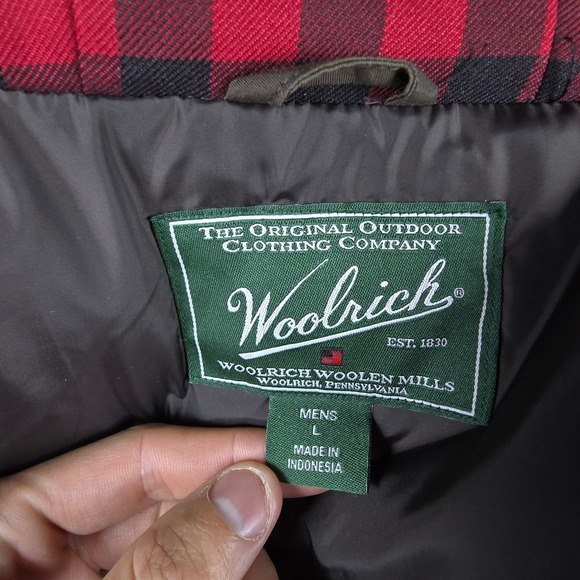 THE ORIGINAL OUTDOOR
CLOTHING COMPANY
Woolrich®
EST. 1830
WOOLRICH WOOLEN MILLS
WOOLRICH, PENNSYLVANIA
MENS
L
MADE IN
INDONESIA